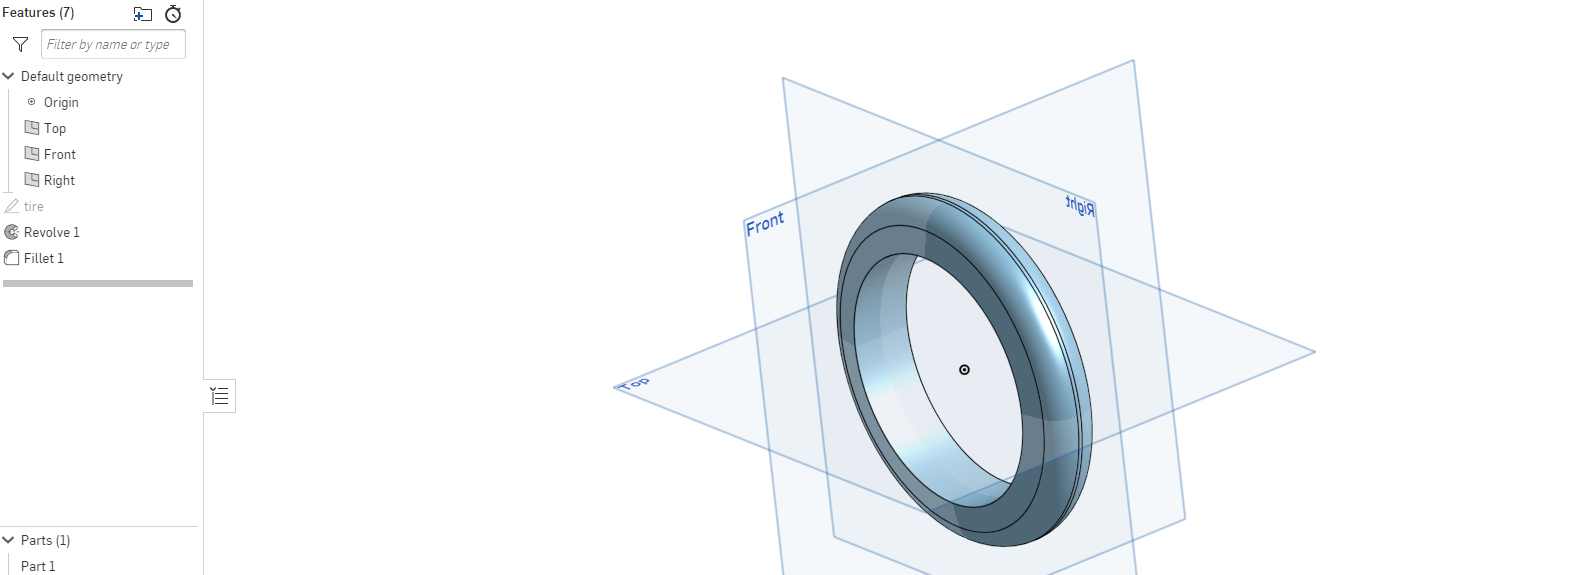 Features (7)
Filter by name or type
Default geometry
Origin
Top
Front
Right
tire
Revolve 1
Fillet 1
Parts (1)
Part 1
Front
Right
Top